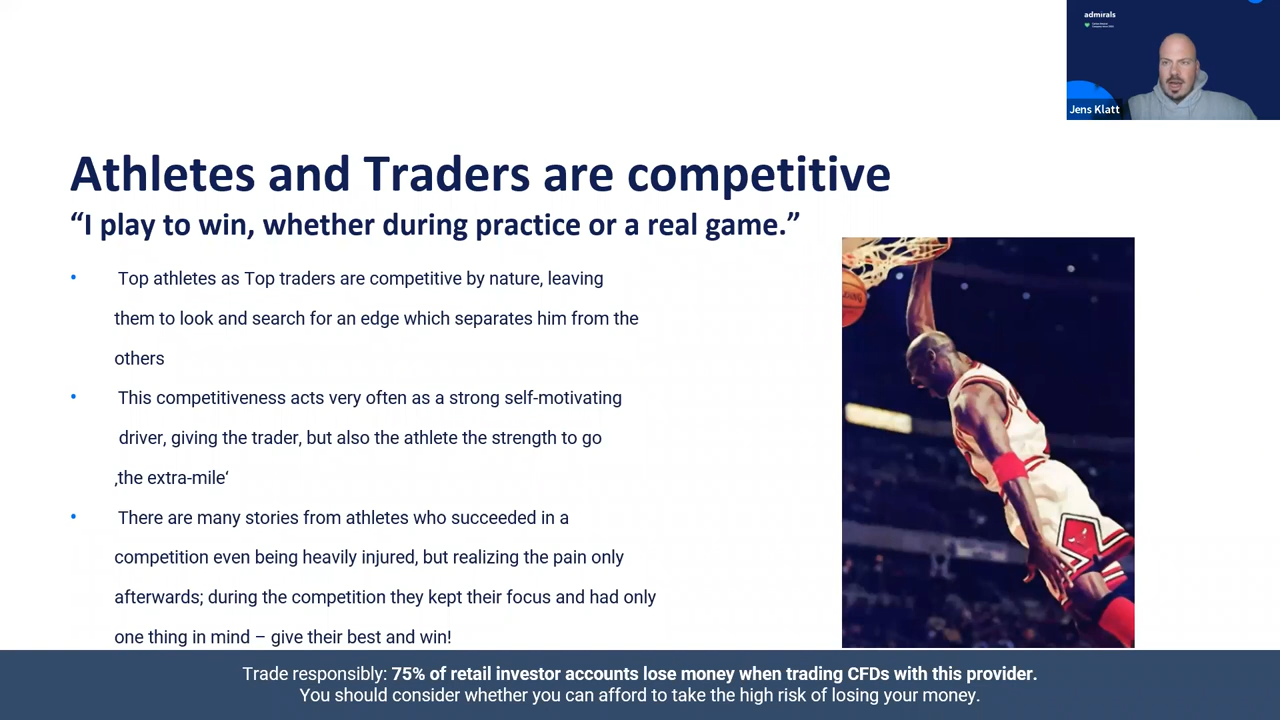 admirals
Jens Klatt
Athletes and Traders are competitive
“I play to win, whether during practice or a real game.”
• Top athletes as Top traders are competitive by nature, leaving
them to look and search for an edge which separates him from the
others
• This competitiveness acts very often as a strong self-motivating
driver, giving the trader, but also the athlete the strength to go
‚the extra-mile‘
• There are many stories from athletes who succeeded in a
competition even being heavily injured, but realizing the pain only
afterwards; during the competition they kept their focus and had only
one thing in mind – give their best and win!
Trade responsibly: 75% of retail investor accounts lose money when trading CFDs with this provider.
You should consider whether you can afford to take the high risk of losing your money.